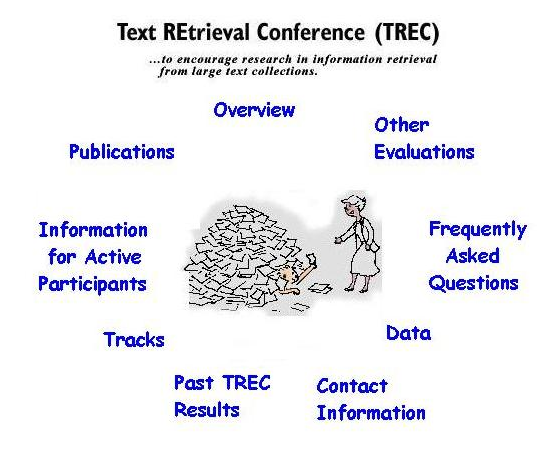 Text REtrieval Conference (TREC)
...to encourage research in information retrieval
from large text collections.
Overview
Other
Evaluations
Publications
Information
for Active
Participants
Frequently
Asked
Questions
Tracks
Data
Past TREC
Results
Contact
Information